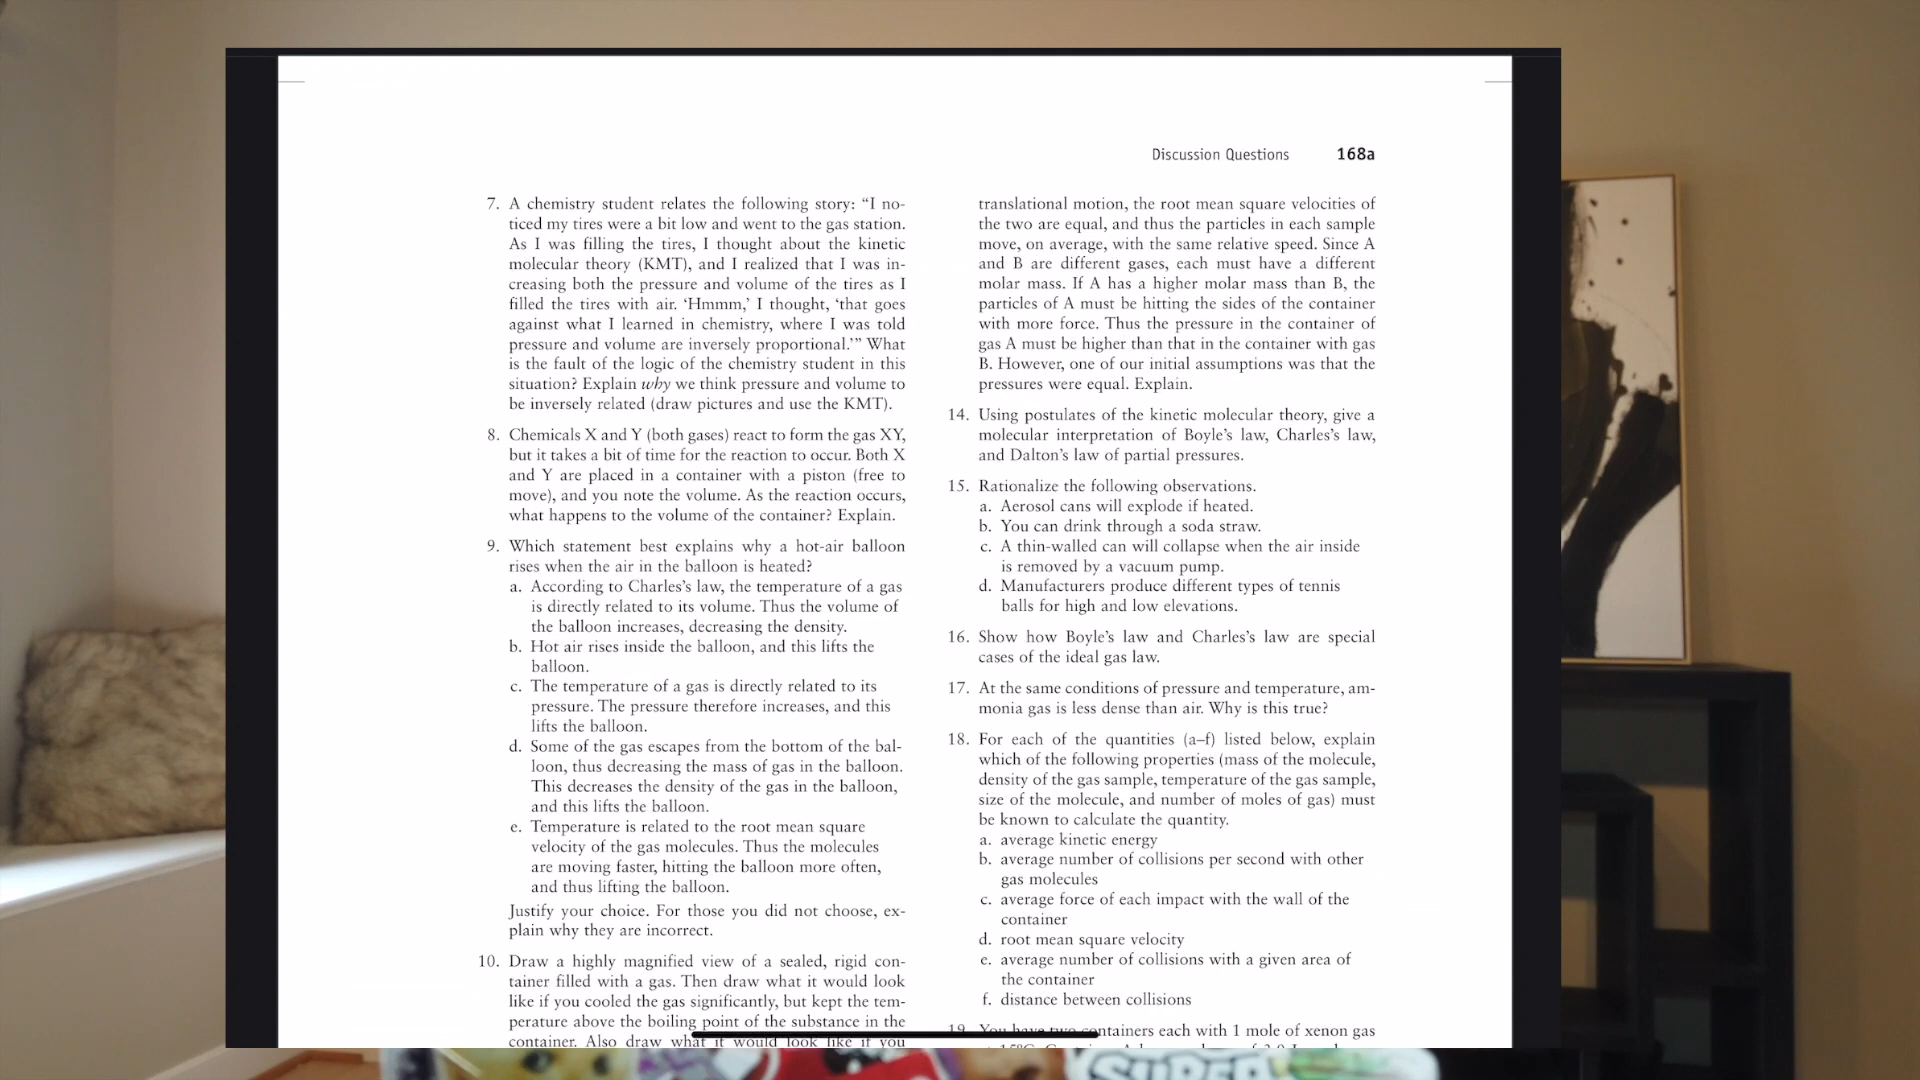 Discussion Questions 168a
7. A chemistry student relates the following story: “I no-
ticed my tires were a bit low and went to the gas station.
As I was filling the tires, I thought about the kinetic
molecular theory (KMT), and I realized that I was in-
creasing both the pressure and volume of the tires as I
filled the tires with air. ‘Hmmm,’ I thought, ‘that goes
against what I learned in chemistry, where I was told
pressure and volume are inversely proportional.’” What
is the fault of the logic of the chemistry student in this
situation? Explain why we think pressure and volume to
be inversely related (draw pictures and use the KMT).
8. Chemicals X and Y (both gases) react to form the gas XY,
but it takes a bit of time for the reaction to occur. Both X
and Y are placed in a container with a piston (free to
move), and you note the volume. As the reaction occurs,
what happens to the volume of the container? Explain.
9. Which statement best explains why a hot-air balloon
rises when the air in the balloon is heated?
a. According to Charles’s law, the temperature of a gas
is directly related to its volume. Thus the volume of
the balloon increases, decreasing the density.
b. Hot air rises inside the balloon, and this lifts the
balloon.
c. The temperature of a gas is directly related to its
pressure. The pressure therefore increases, and this
lifts the balloon.
d. Some of the gas escapes from the bottom of the bal-
loon, thus decreasing the mass of gas in the balloon.
This decreases the density of the gas in the balloon,
and this lifts the balloon.
e. Temperature is related to the root mean square
velocity of the gas molecules. Thus the molecules
are moving faster, hitting the balloon more often,
and thus lifting the balloon.
Justify your choice. For those you did not choose, ex-
plain why they are incorrect.
10. Draw a highly magnified view of a sealed, rigid con-
tainer filled with a gas. Then draw what it would look
like if you cooled the gas significantly, but kept the tem-
perature above the boiling point of the substance in the
container. Also draw what it would look like if you
translational motion, the root mean square velocities of
the two are equal, and thus the particles in each sample
move, on average, with the same relative speed. Since A
and B are different gases, each must have a different
molar mass. If A has a higher molar mass than B, the
particles of A must be hitting the sides of the container
with more force. Thus the pressure in the container of
gas A must be higher than that in the container with gas
B. However, one of our initial assumptions was that the
pressures were equal. Explain.
14. Using postulates of the kinetic molecular theory, give a
molecular interpretation of Boyle’s law, Charles’s law,
and Dalton’s law of partial pressures.
15. Rationalize the following observations.
a. Aerosol cans will explode if heated.
b. You can drink through a soda straw.
c. A thin-walled can will collapse when the air inside
is removed by a vacuum pump.
d. Manufacturers produce different types of tennis
balls for high and low elevations.
16. Show how Boyle’s law and Charles’s law are special
cases of the ideal gas law.
17. At the same conditions of pressure and temperature, am-
monia gas is less dense than air. Why is this true?
18. For each of the quantities (a–f) listed below, explain
which of the following properties (mass of the molecule,
density of the gas sample, temperature of the gas sample,
size of the molecule, and number of moles of gas) must
be known to calculate the quantity.
a. average kinetic energy
b. average number of collisions per second with other
gas molecules
c. average force of each impact with the wall of the
container
d. root mean square velocity
e. average number of collisions with a given area of
the container
f. distance between collisions
19. You have two containers each with 1 mole of xenon gas
SUPER